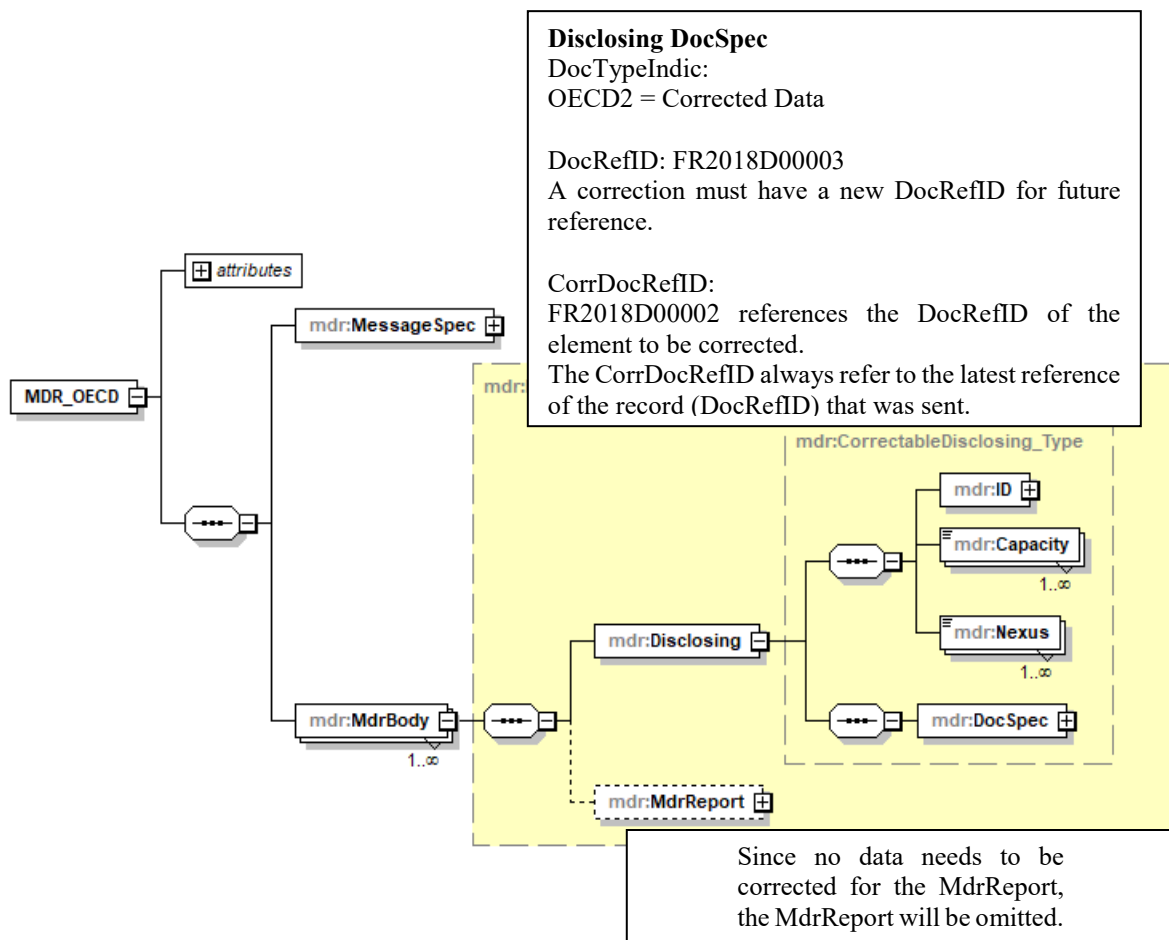 Disclosing DocSpec
DocTypeIndic:
OECD2 = Corrected Data
DocRefID: FR2018D00003
A correction must have a new DocRefID for future
reference.
CorrDocRefID:
FR2018D00002 references the DocRefID of the
element to be corrected.
The CorrDocRefID always refer to the latest reference
of the record (DocRefID) that was sent.
attributes
mdr:MessageSpec
MDR_OECD
mdr:
mdr:CorrectableDisclosing_Type
mdr:ID
mdr:Capacity
1..∞
mdr:Disclosing
mdr:Nexus
1..∞
mdr:MdrBody
1..∞
mdr:DocSpec
mdr:MdrReport
Since no data needs to be
corrected for the MdrReport,
the MdrReport will be omitted.